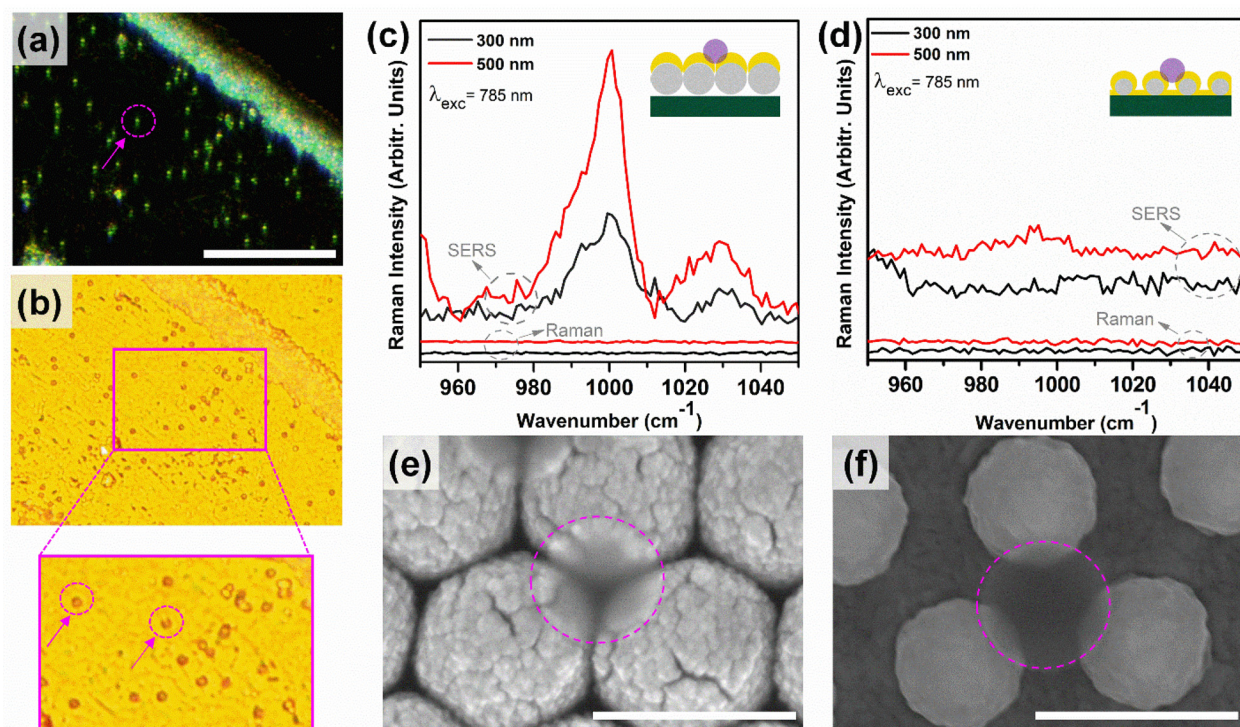 (a)
(b)
(c)
300 nm
500 nm
λexc= 785 nm
SERS
Raman
Raman Intensity (Arbitr. Units)
960 980 1000 1020 1040
Wavenumber (cm-1)
(d)
300 nm
500 nm
λexc= 785 nm
SERS
Raman
Raman Intensity (Arbitr. Units)
960 980 1000 1020 1040
Wavenumber (cm-1)
(e)
(f)